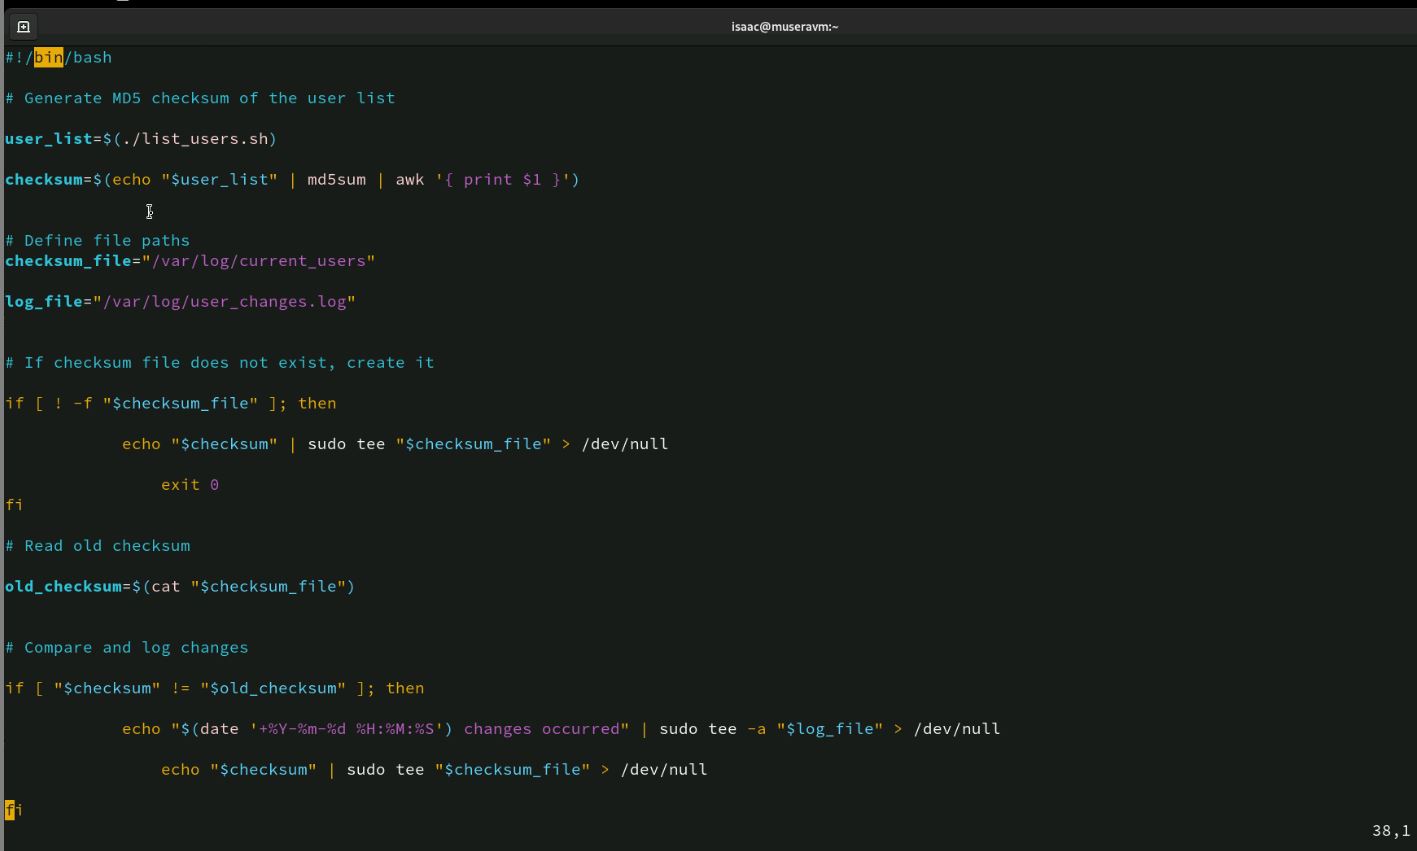 isaac@museravm:~
#!/bin/bash
# Generate MD5 checksum of the user list
user_list=$(./list_users.sh)
checksum=$(echo "$user_list" | md5sum | awk '{ print $1 }')
# Define file paths
checksum_file="/var/log/current_users"
log_file="/var/log/user_changes.log"
# If checksum file does not exist, create it
if [ ! -f "$checksum_file" ]; then
echo "$checksum" | sudo tee "$checksum_file" > /dev/null
exit 0
fi
# Read old checksum
old_checksum=$(cat "$checksum_file")
# Compare and log changes
if [ "$checksum" != "$old_checksum" ]; then
echo "$(date '+%Y-%m-%d %H:%M:%S') changes occurred" | sudo tee -a "$log_file" > /dev/null
echo "$checksum" | sudo tee "$checksum_file" > /dev/null
fi
38,1